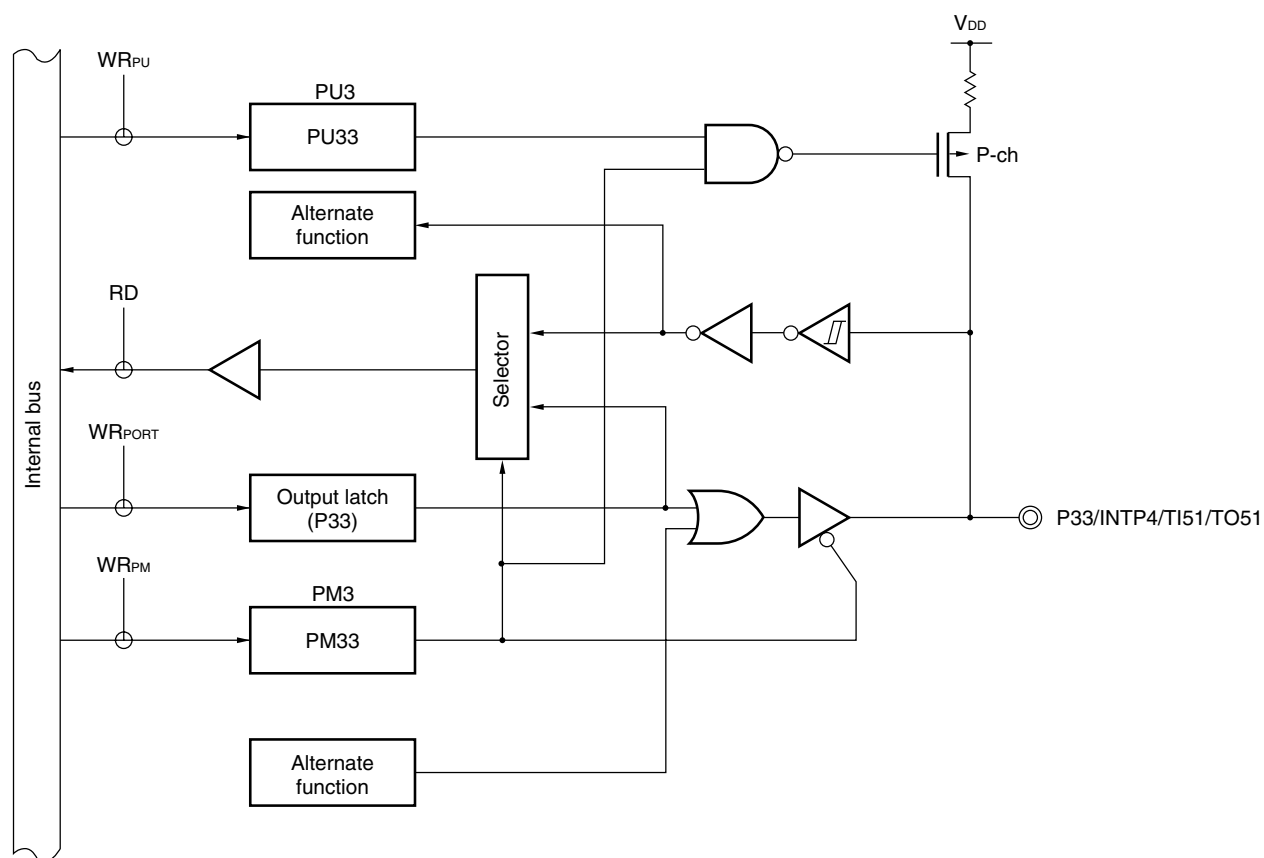 VDD
WRPU
PU3
PU33
P-ch
Alternate
function
RD
Selector
Internal bus
WRPORT
Output latch
(P33)
P33/INTP4/TI51/TO51
WRPM
PM3
PM33
Alternate
function